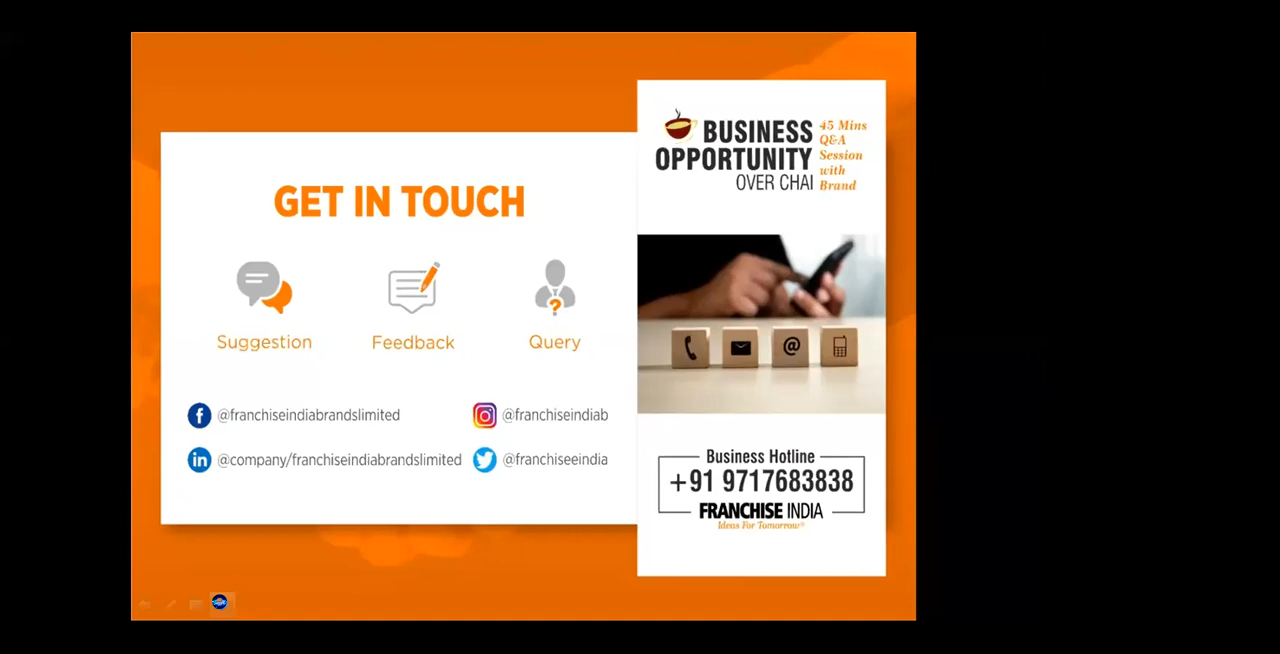 GET IN TOUCH
Suggestion
Feedback
Query
@franchiseindiabrandslimited
@franchiseindiab
@company/franchiseindiabrandslimited
@franchiseeindia
BUSINESS
OPPORTUNITY
OVER CHAI
45 Mins
Q&A
Session
with
Brand
Business Hotline
+91 9717683838
FRANCHISE INDIA
Ideas For Tomorrow®